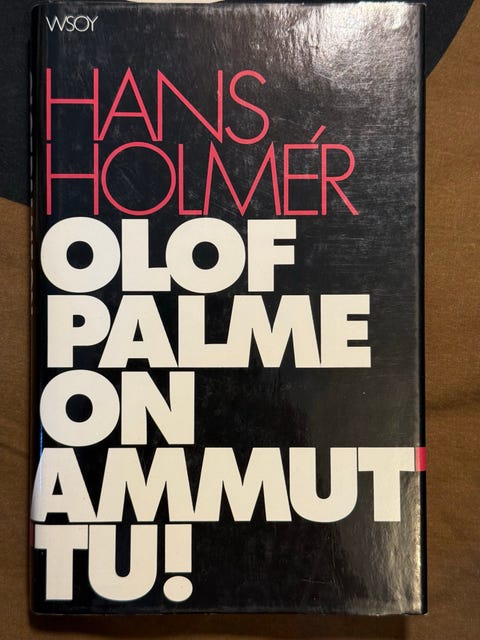 WSOY
HANS
HOLMÉR
OLOF
PALME
ON
AMMUT
TU!